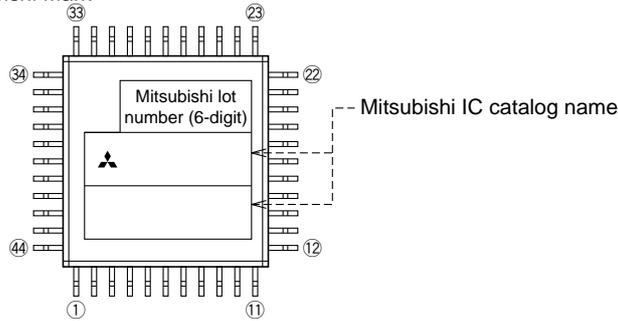 ㉝ ㉓
㉞ ㉒
Mitsubishi lot
number (6-digit)
Mitsubishi IC catalog name
㊹ ⑫
① ⑪